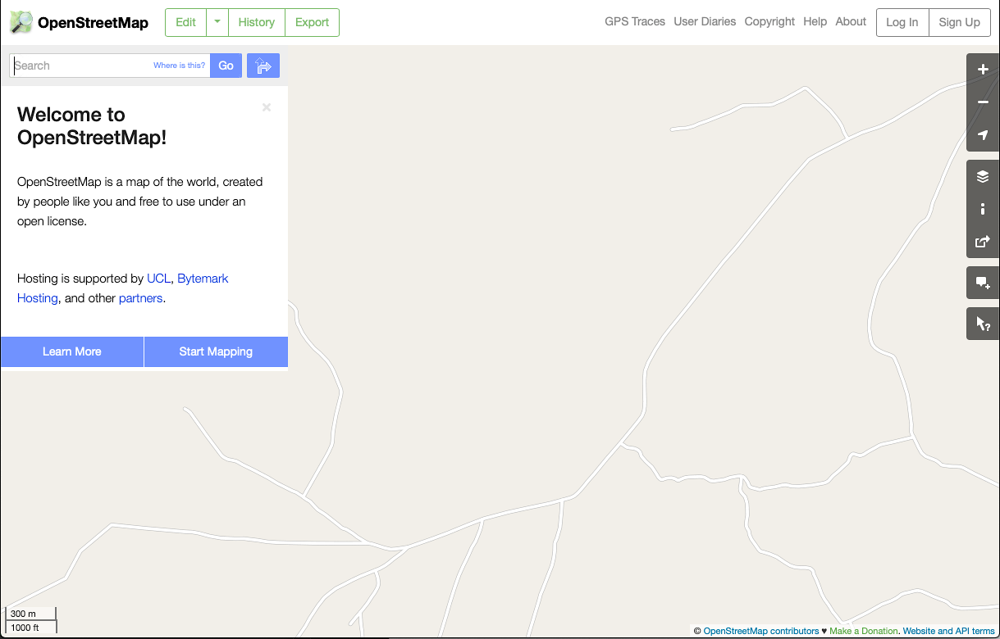 OpenStreetMap
Edit
History
Export
GPS Traces
User Diaries
Copyright
Help
About
Log In
Sign Up
Search
Where is this?
Go
Welcome to
OpenStreetMap!
×
OpenStreetMap is a map of the world, created
by people like you and free to use under an
open license.
Hosting is supported by UCL, Bytemark
Hosting, and other partners.
Learn More
Start Mapping
300 m
1000 ft
© OpenStreetMap contributors ♥ Make a Donation. Website and API terms